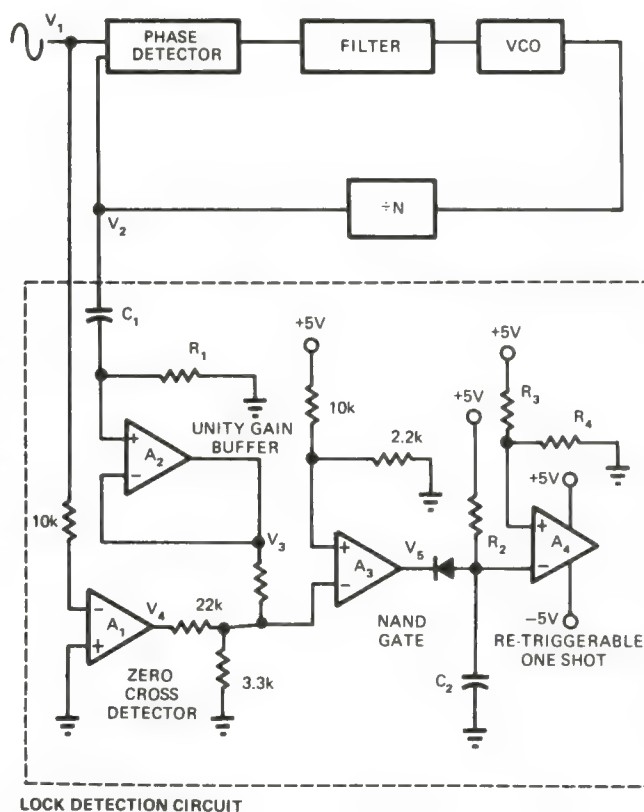 V1
PHASE
DETECTOR
FILTER
VCO
÷N
V2
C1
R1
+5V
+5V
+5V
R3
R4
10k
UNITY GAIN
BUFFER
+
A2
−
2.2k
10k
V3
R2
+5V
+
A4
−
−5V
+
A3
−
V5
22k
V4
−
A1
+
NAND
GATE
RE-TRIGGERABLE
ONE SHOT
ZERO
CROSS
DETECTOR
3.3k
C2
LOCK DETECTION CIRCUIT